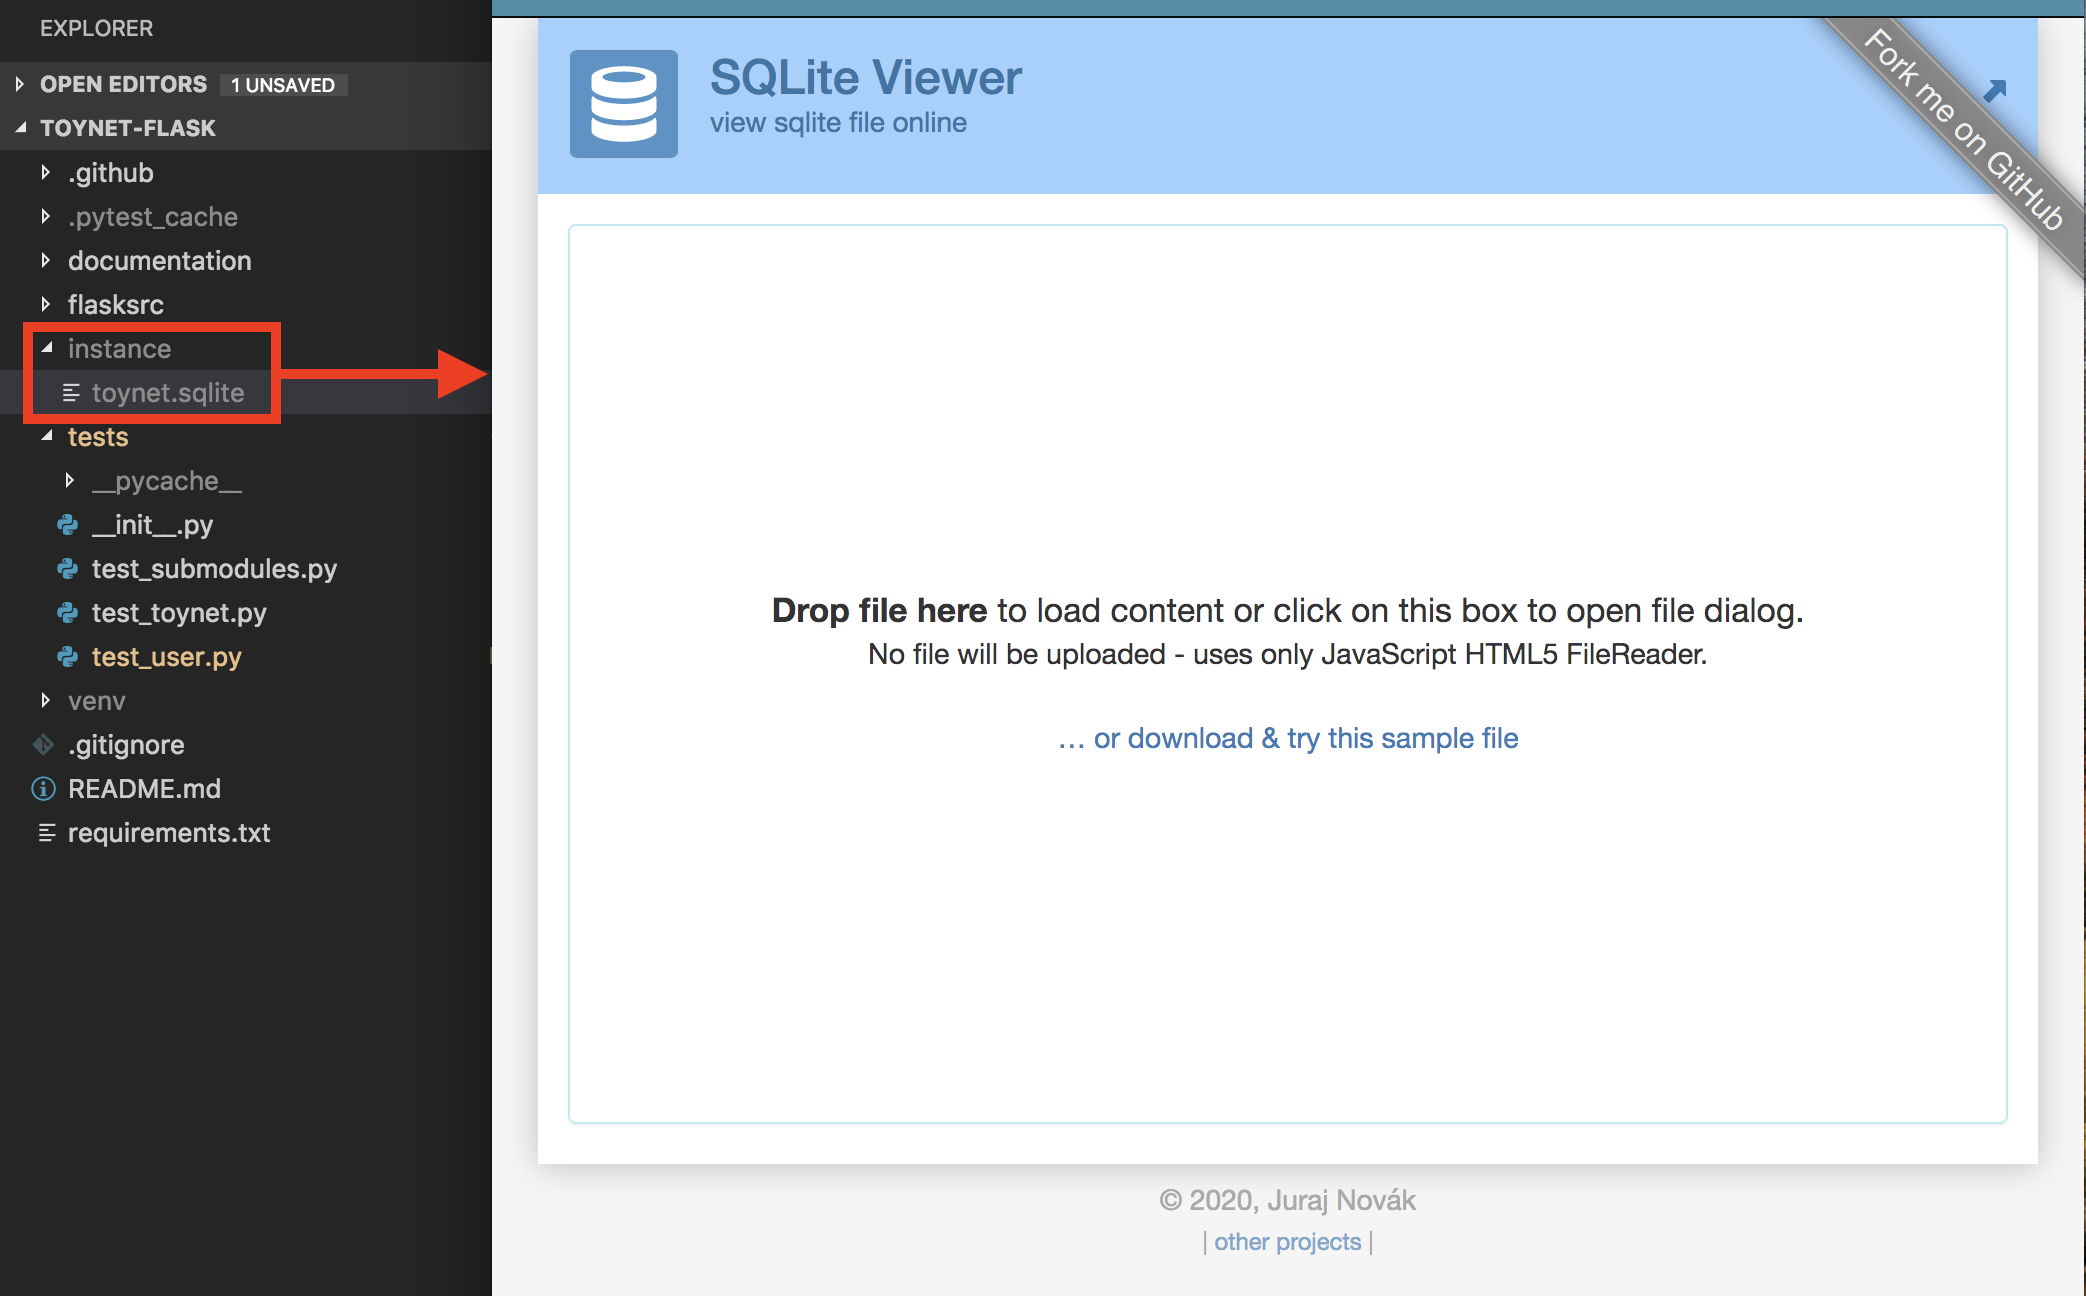 EXPLORER
OPEN EDITORS 1 UNSAVED
TOYNET-FLASK
.github
.pytest_cache
documentation
flasksrc
instance
toynet.sqlite
tests
__pycache__
__init__.py
test_submodules.py
test_toynet.py
test_user.py
venv
.gitignore
README.md
requirements.txt
SQLite Viewer
view sqlite file online
Fork me on GitHub
Drop file here to load content or click on this box to open file dialog.
No file will be uploaded - uses only JavaScript HTML5 FileReader.
... or download & try this sample file
© 2020, Juraj Novák
| other projects |